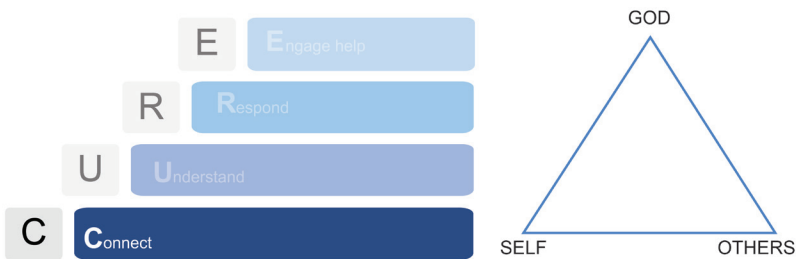 E Engage help
R Respond
U Understand
C Connect
GOD
SELF OTHERS